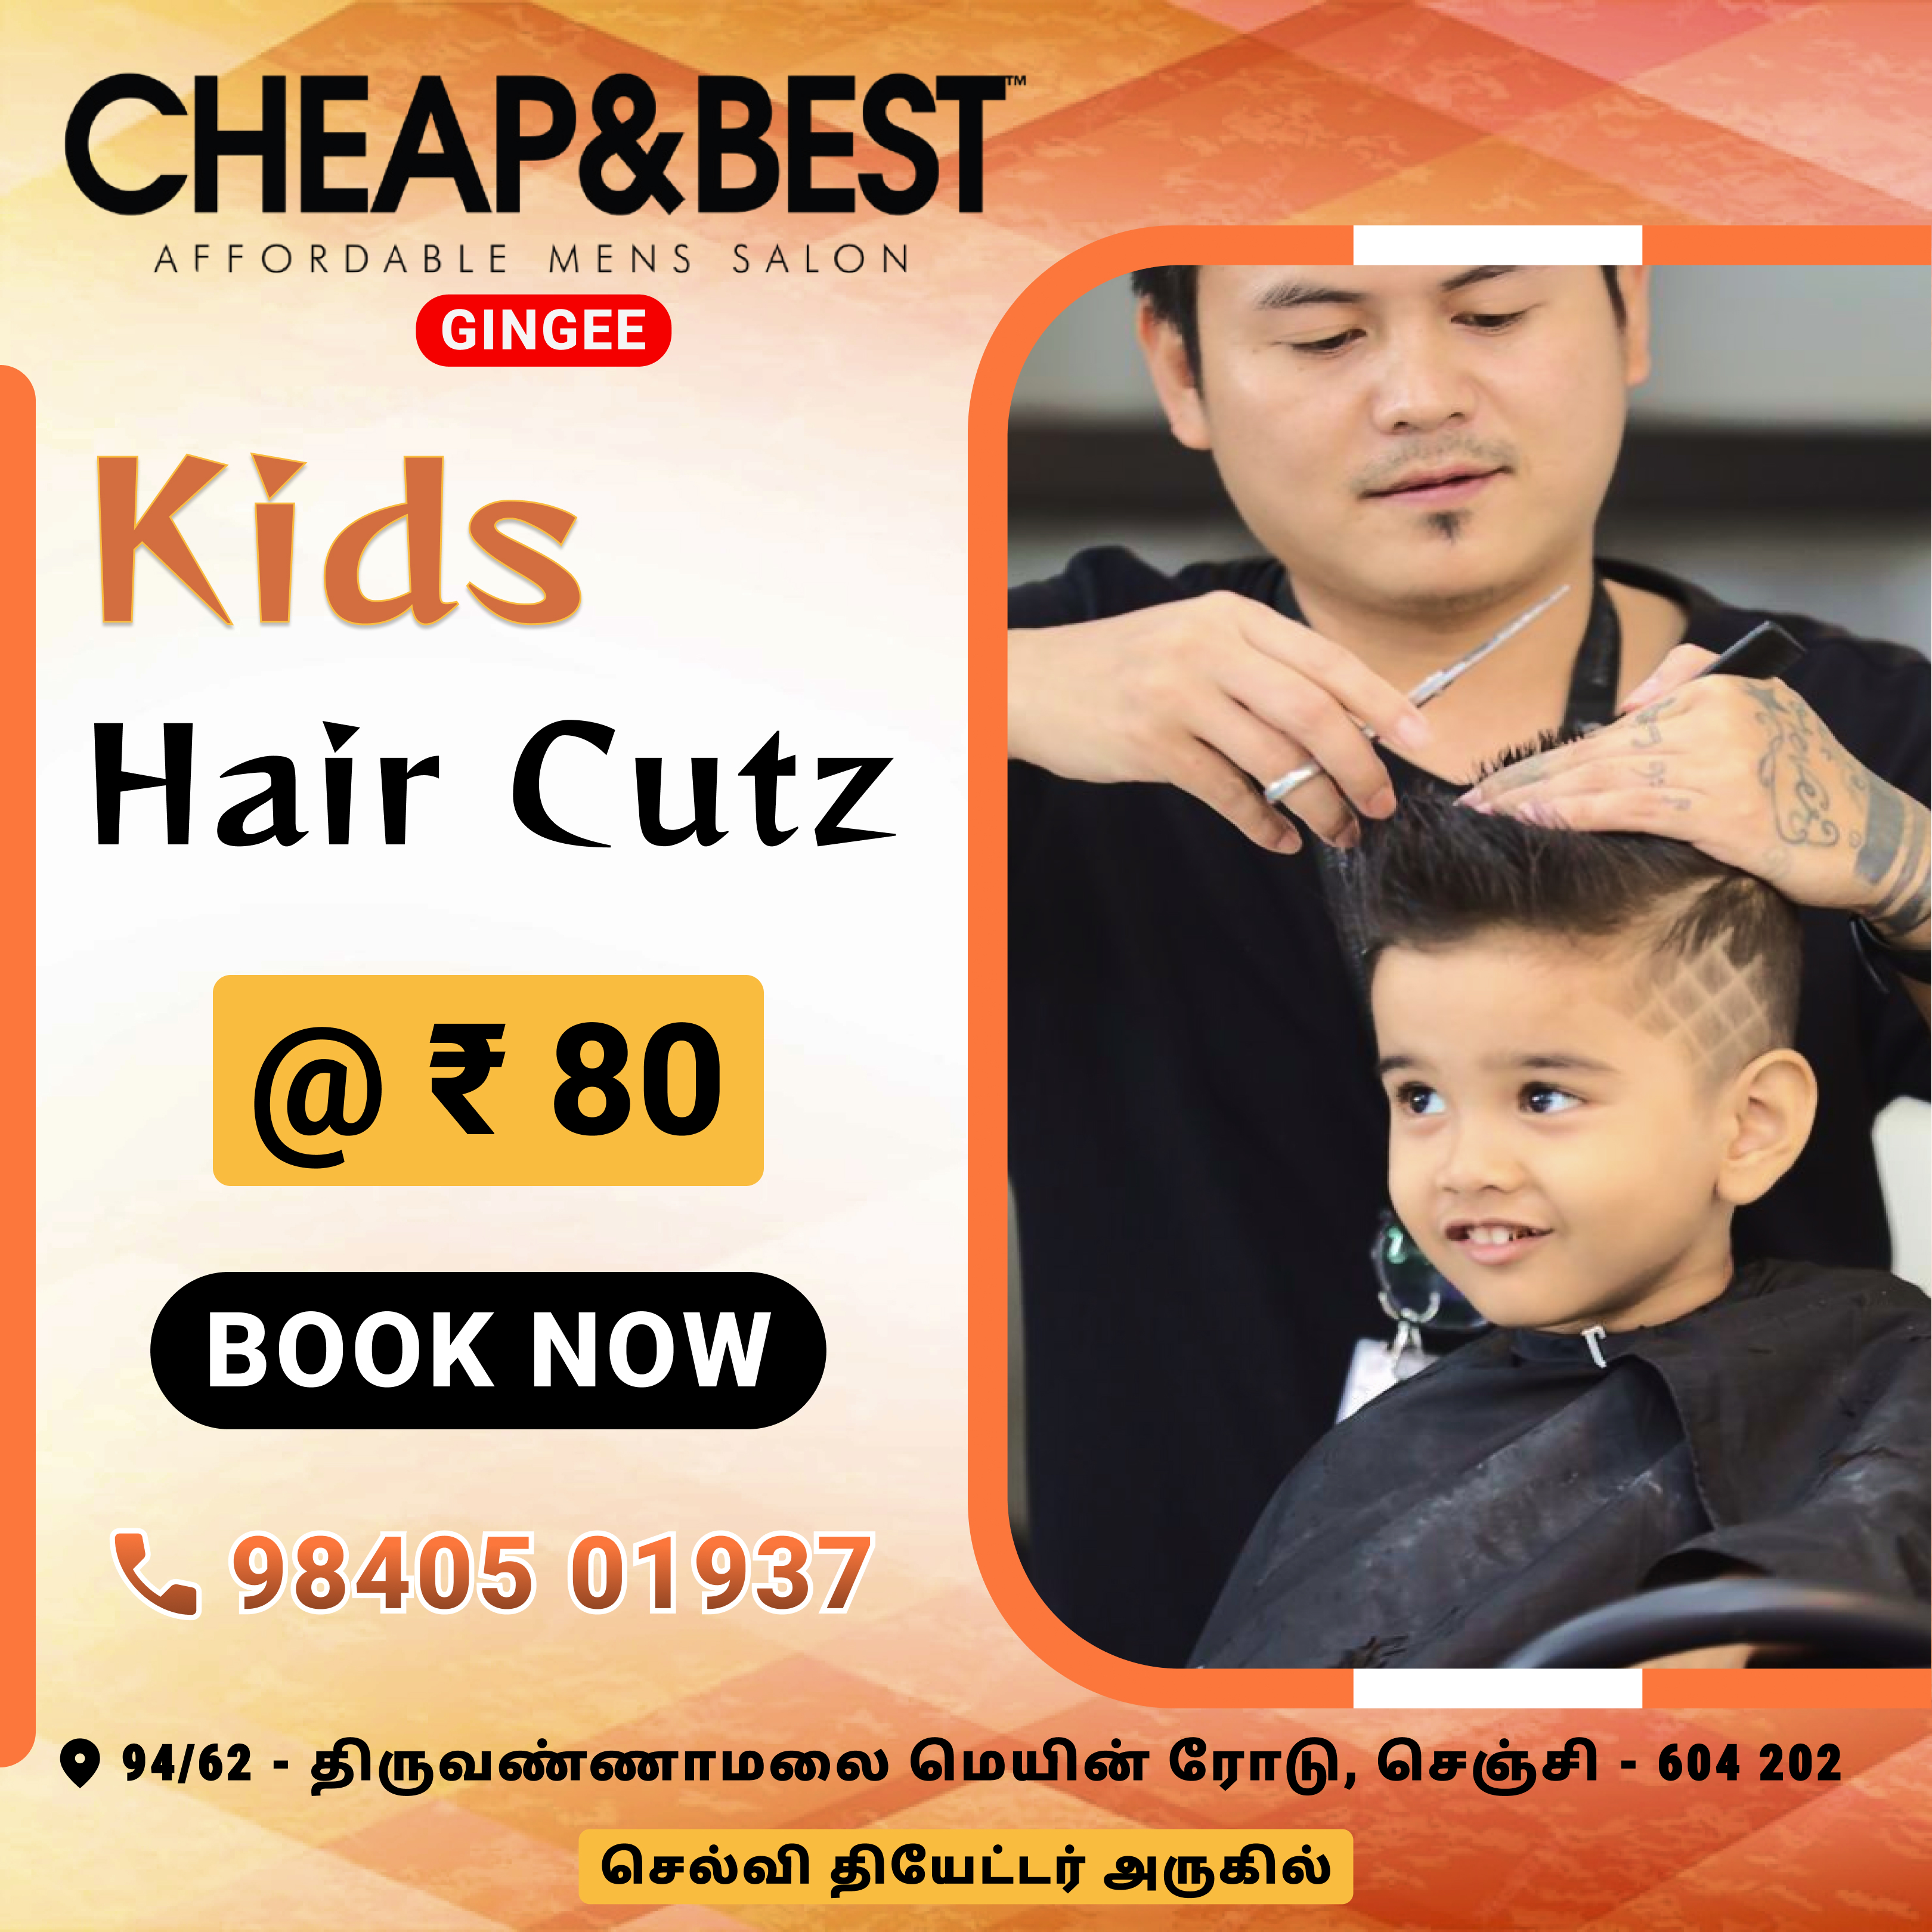 CHEAP&BEST™
AFFORDABLE MENS SALON
GINGEE
Kids
Hair Cutz
@ ₹ 80
BOOK NOW
98405 01937
94/62 - திருவண்ணாமலை மெயின் ரோடு, செஞ்சி - 604 202
செல்வி தியேட்டர் அருகில்